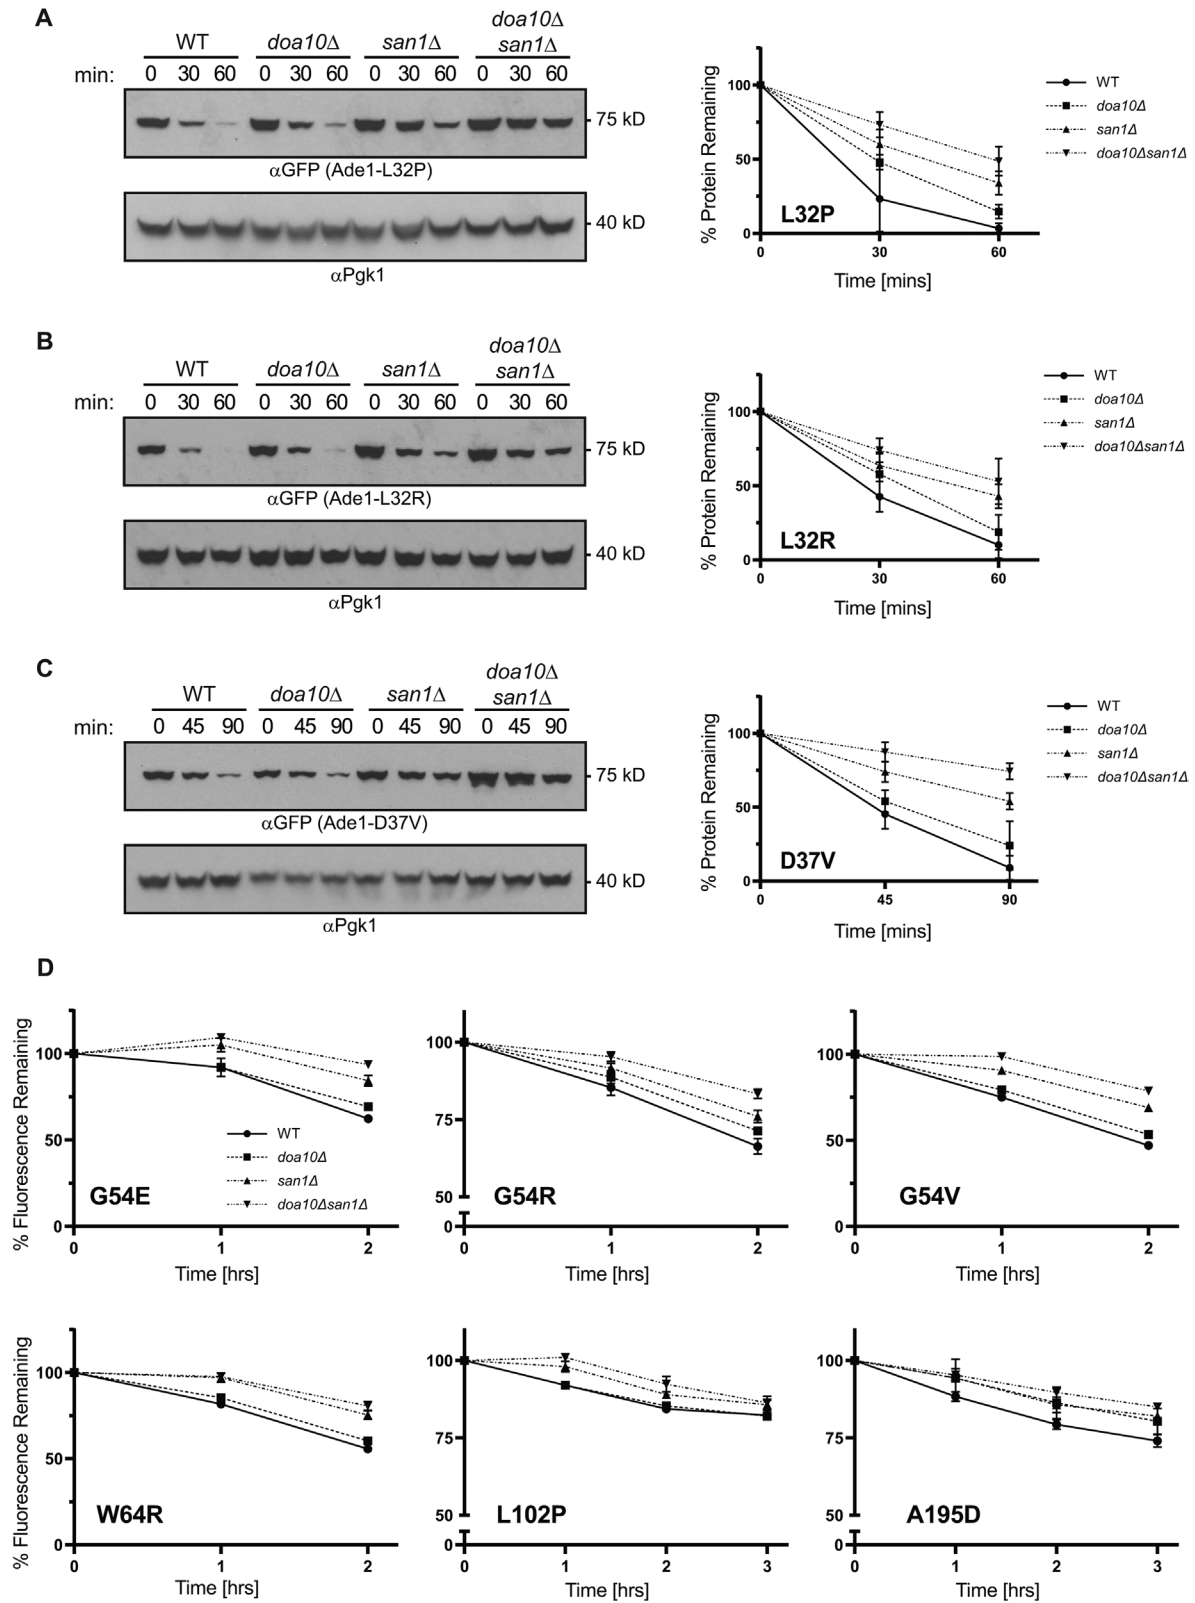 A
WT doa10Δ san1Δ doa10Δ
san1Δ
min: 0 30 60 0 30 60 0 30 60 0 30 60
75 kD
αGFP (Ade1-L32P)
40 kD
αPgk1
% Protein Remaining
100
50
0
0 30 60
Time [mins]
L32P
WT
doa10Δ
san1Δ
doa10Δsan1Δ
B
WT doa10Δ san1Δ doa10Δ
san1Δ
min: 0 30 60 0 30 60 0 30 60 0 30 60
75 kD
αGFP (Ade1-L32R)
40 kD
αPgk1
% Protein Remaining
100
50
0
0 30 60
Time [mins]
L32R
WT
doa10Δ
san1Δ
doa10Δsan1Δ
C
WT doa10Δ san1Δ doa10Δ
san1Δ
min: 0 45 90 0 45 90 0 45 90 0 45 90
75 kD
αGFP (Ade1-D37V)
40 kD
αPgk1
% Protein Remaining
100
50
0
0 45 90
Time [mins]
D37V
WT
doa10Δ
san1Δ
doa10Δsan1Δ
D
% Fluorescence Remaining
100
50
0
0 1 2
Time [hrs]
G54E
WT
doa10Δ
san1Δ
doa10Δsan1Δ
100
75
50
0
0 1 2
Time [hrs]
G54R
100
50
0
0 1 2
Time [hrs]
G54V
% Fluorescence Remaining
100
50
0
0 1 2
Time [hrs]
W64R
100
75
50
0
0 1 2 3
Time [hrs]
L102P
100
75
50
0
0 1 2 3
Time [hrs]
A195D